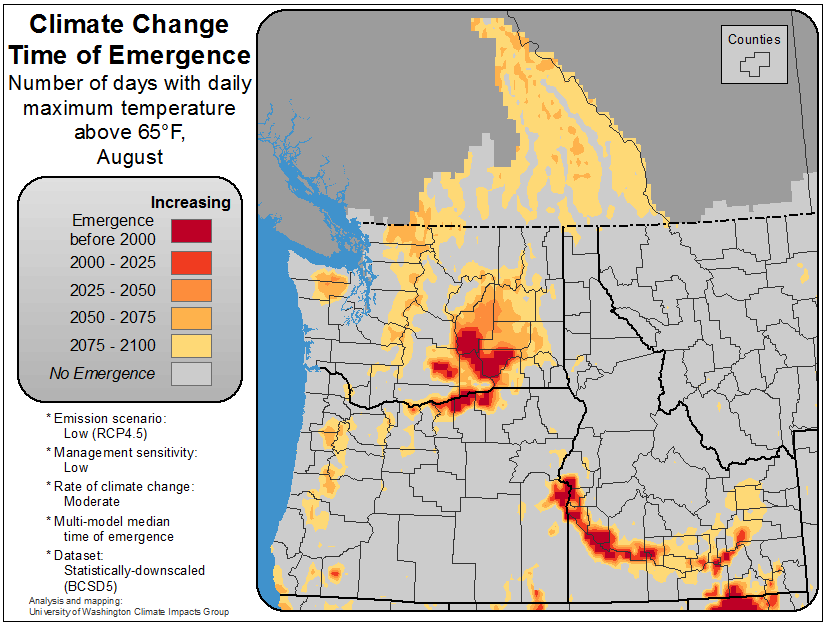 Climate Change
Time of Emergence
Number of days with daily
maximum temperature
above 65°F,
August
Increasing
Emergence
before 2000
2000 - 2025
2025 - 2050
2050 - 2075
2075 - 2100
No Emergence
* Emission scenario:
Low (RCP4.5)
* Management sensitivity:
Low
* Rate of climate change:
Moderate
* Multi-model median
time of emergence
* Dataset:
Statistically-downscaled
(BCSD5)
Analysis and mapping:
University of Washington Climate Impacts Group
Counties